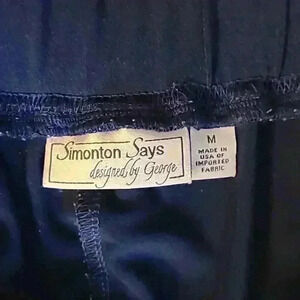 Simonton Says
designed by George
M
MADE IN
USA OF
IMPORTED
FABRIC